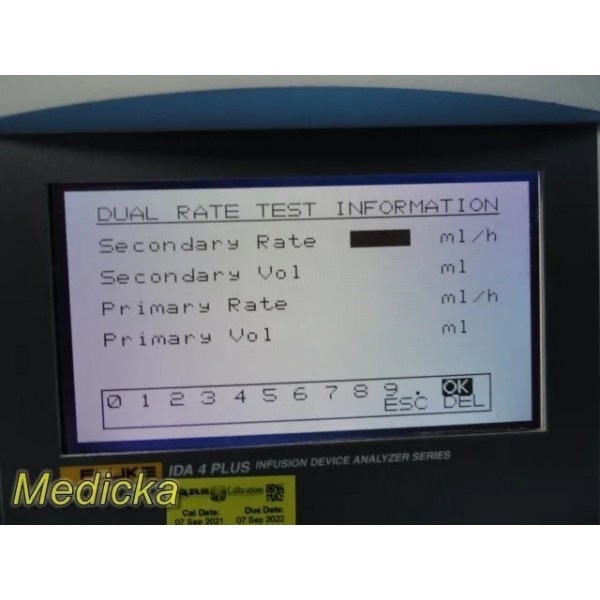 DUAL RATE TEST INFORMATION
Secondary Rate ml/h
Secondary Vol ml
Primary Rate ml/h
Primary Vol ml
0 1 2 3 4 5 6 7 8 9 . OK
ESC DEL
FLUKE IDA 4 PLUS INFUSION DEVICE ANALYZER SERIES
Medicka
Calibrations
Cal Date: Due Date:
07 Sep 2021 07 Sep 2022